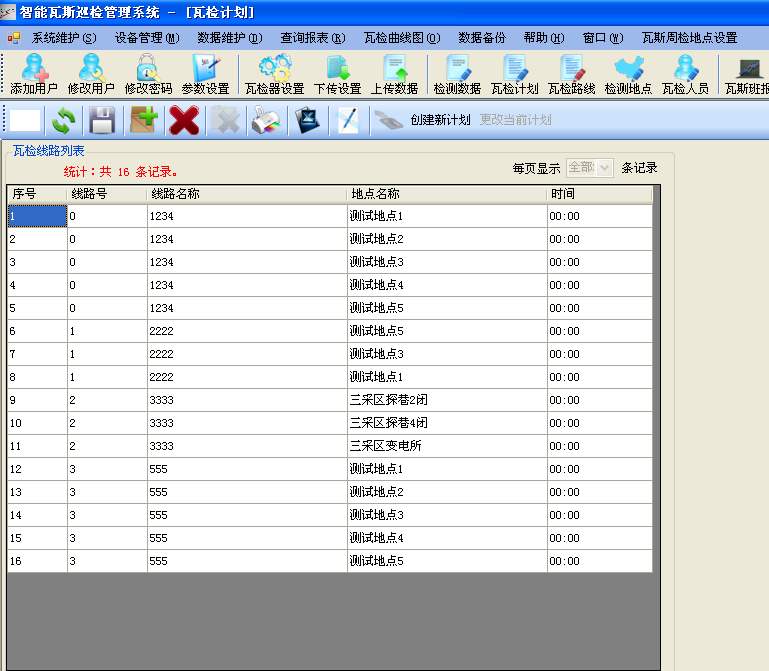 智能瓦斯巡检管理系统 - [瓦检计划]
系统维护(S) 设备管理(M) 数据维护(D) 查询报表(R) 瓦检曲线图(O) 数据备份 帮助(H) 窗口(W) 瓦斯周检地点设置
添加用户 修改用户 修改密码 参数设置 瓦检器设置 下传设置 上传数据 检测数据 瓦检计划 瓦检路线 检测地点 瓦检人员 瓦斯班报
创建新计划 更改当前计划
瓦检线路列表
统计：共 16 条记录。 每页显示 全部 条记录
序号 线路号 线路名称 地点名称 时间
1 0 1234 测试地点1 00:00
2 0 1234 测试地点2 00:00
3 0 1234 测试地点3 00:00
4 0 1234 测试地点4 00:00
5 0 1234 测试地点5 00:00
6 1 2222 测试地点5 00:00
7 1 2222 测试地点3 00:00
8 1 2222 测试地点1 00:00
9 2 3333 三采区探巷2闭 00:00
10 2 3333 三采区探巷4闭 00:00
11 2 3333 三采区变电所 00:00
12 3 555 测试地点1 00:00
13 3 555 测试地点2 00:00
14 3 555 测试地点3 00:00
15 3 555 测试地点4 00:00
16 3 555 测试地点5 00:00